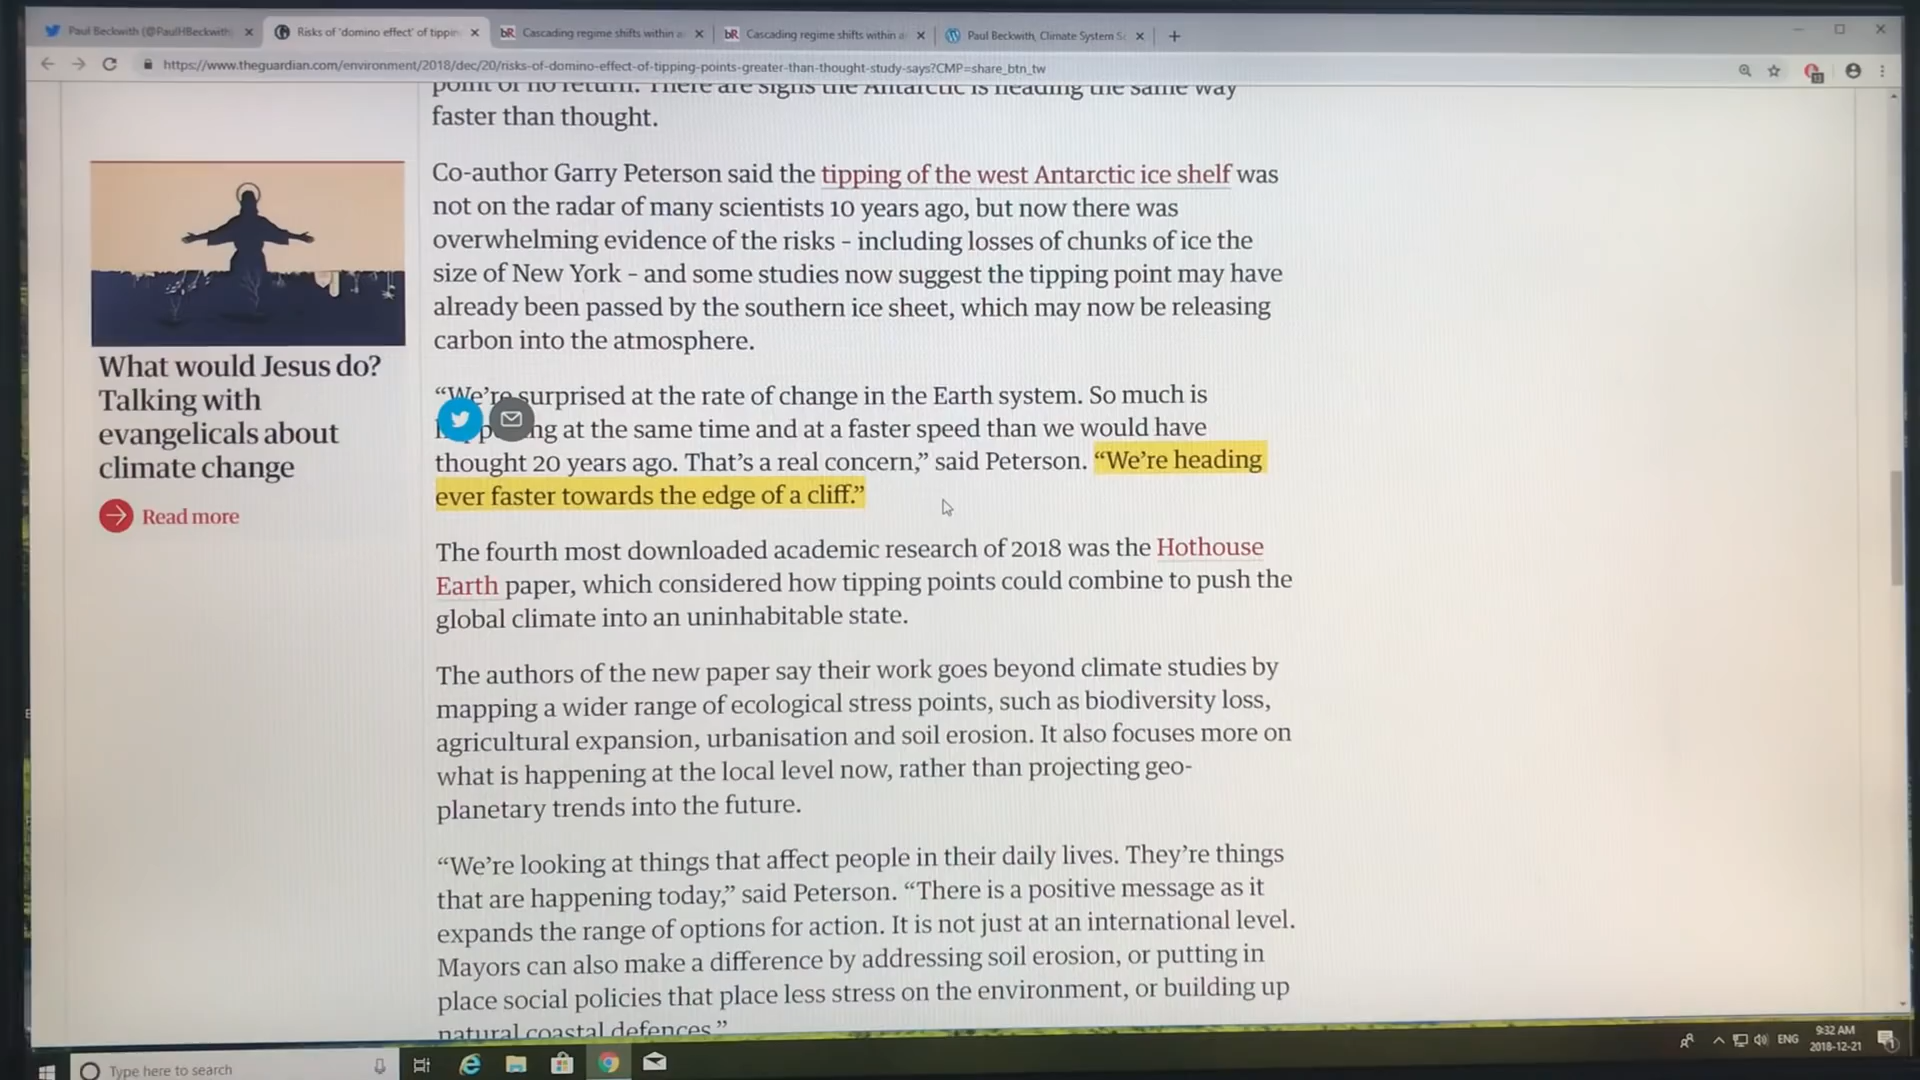 Paul Beckwith (@PaulHBeckwith
Risks of 'domino effect' of tippin
Cascading regime shifts within a
Cascading regime shifts within a
Paul Beckwith, Climate System Sc
https://www.theguardian.com/environment/2018/dec/20/risks-of-domino-effect-of-tipping-points-greater-than-thought-study-says?CMP=share_btn_tw
point of no return. There are signs the Antarctic is heading the same way
faster than thought.
Co-author Garry Peterson said the tipping of the west Antarctic ice shelf was
not on the radar of many scientists 10 years ago, but now there was
overwhelming evidence of the risks – including losses of chunks of ice the
size of New York – and some studies now suggest the tipping point may have
already been passed by the southern ice sheet, which may now be releasing
carbon into the atmosphere.
“We’re surprised at the rate of change in the Earth system. So much is
at the same time and at a faster speed than we would have
thought 20 years ago. That’s a real concern,” said Peterson. “We’re heading
ever faster towards the edge of a cliff.”
The fourth most downloaded academic research of 2018 was the Hothouse
Earth paper, which considered how tipping points could combine to push the
global climate into an uninhabitable state.
The authors of the new paper say their work goes beyond climate studies by
mapping a wider range of ecological stress points, such as biodiversity loss,
agricultural expansion, urbanisation and soil erosion. It also focuses more on
what is happening at the local level now, rather than projecting geo-
planetary trends into the future.
“We’re looking at things that affect people in their daily lives. They’re things
that are happening today,” said Peterson. “There is a positive message as it
expands the range of options for action. It is not just at an international level.
Mayors can also make a difference by addressing soil erosion, or putting in
place social policies that place less stress on the environment, or building up
natural coastal defences.”
What would Jesus do?
Talking with
evangelicals about
climate change
Read more
Type here to search
ENG
9:32 AM
2018-12-21